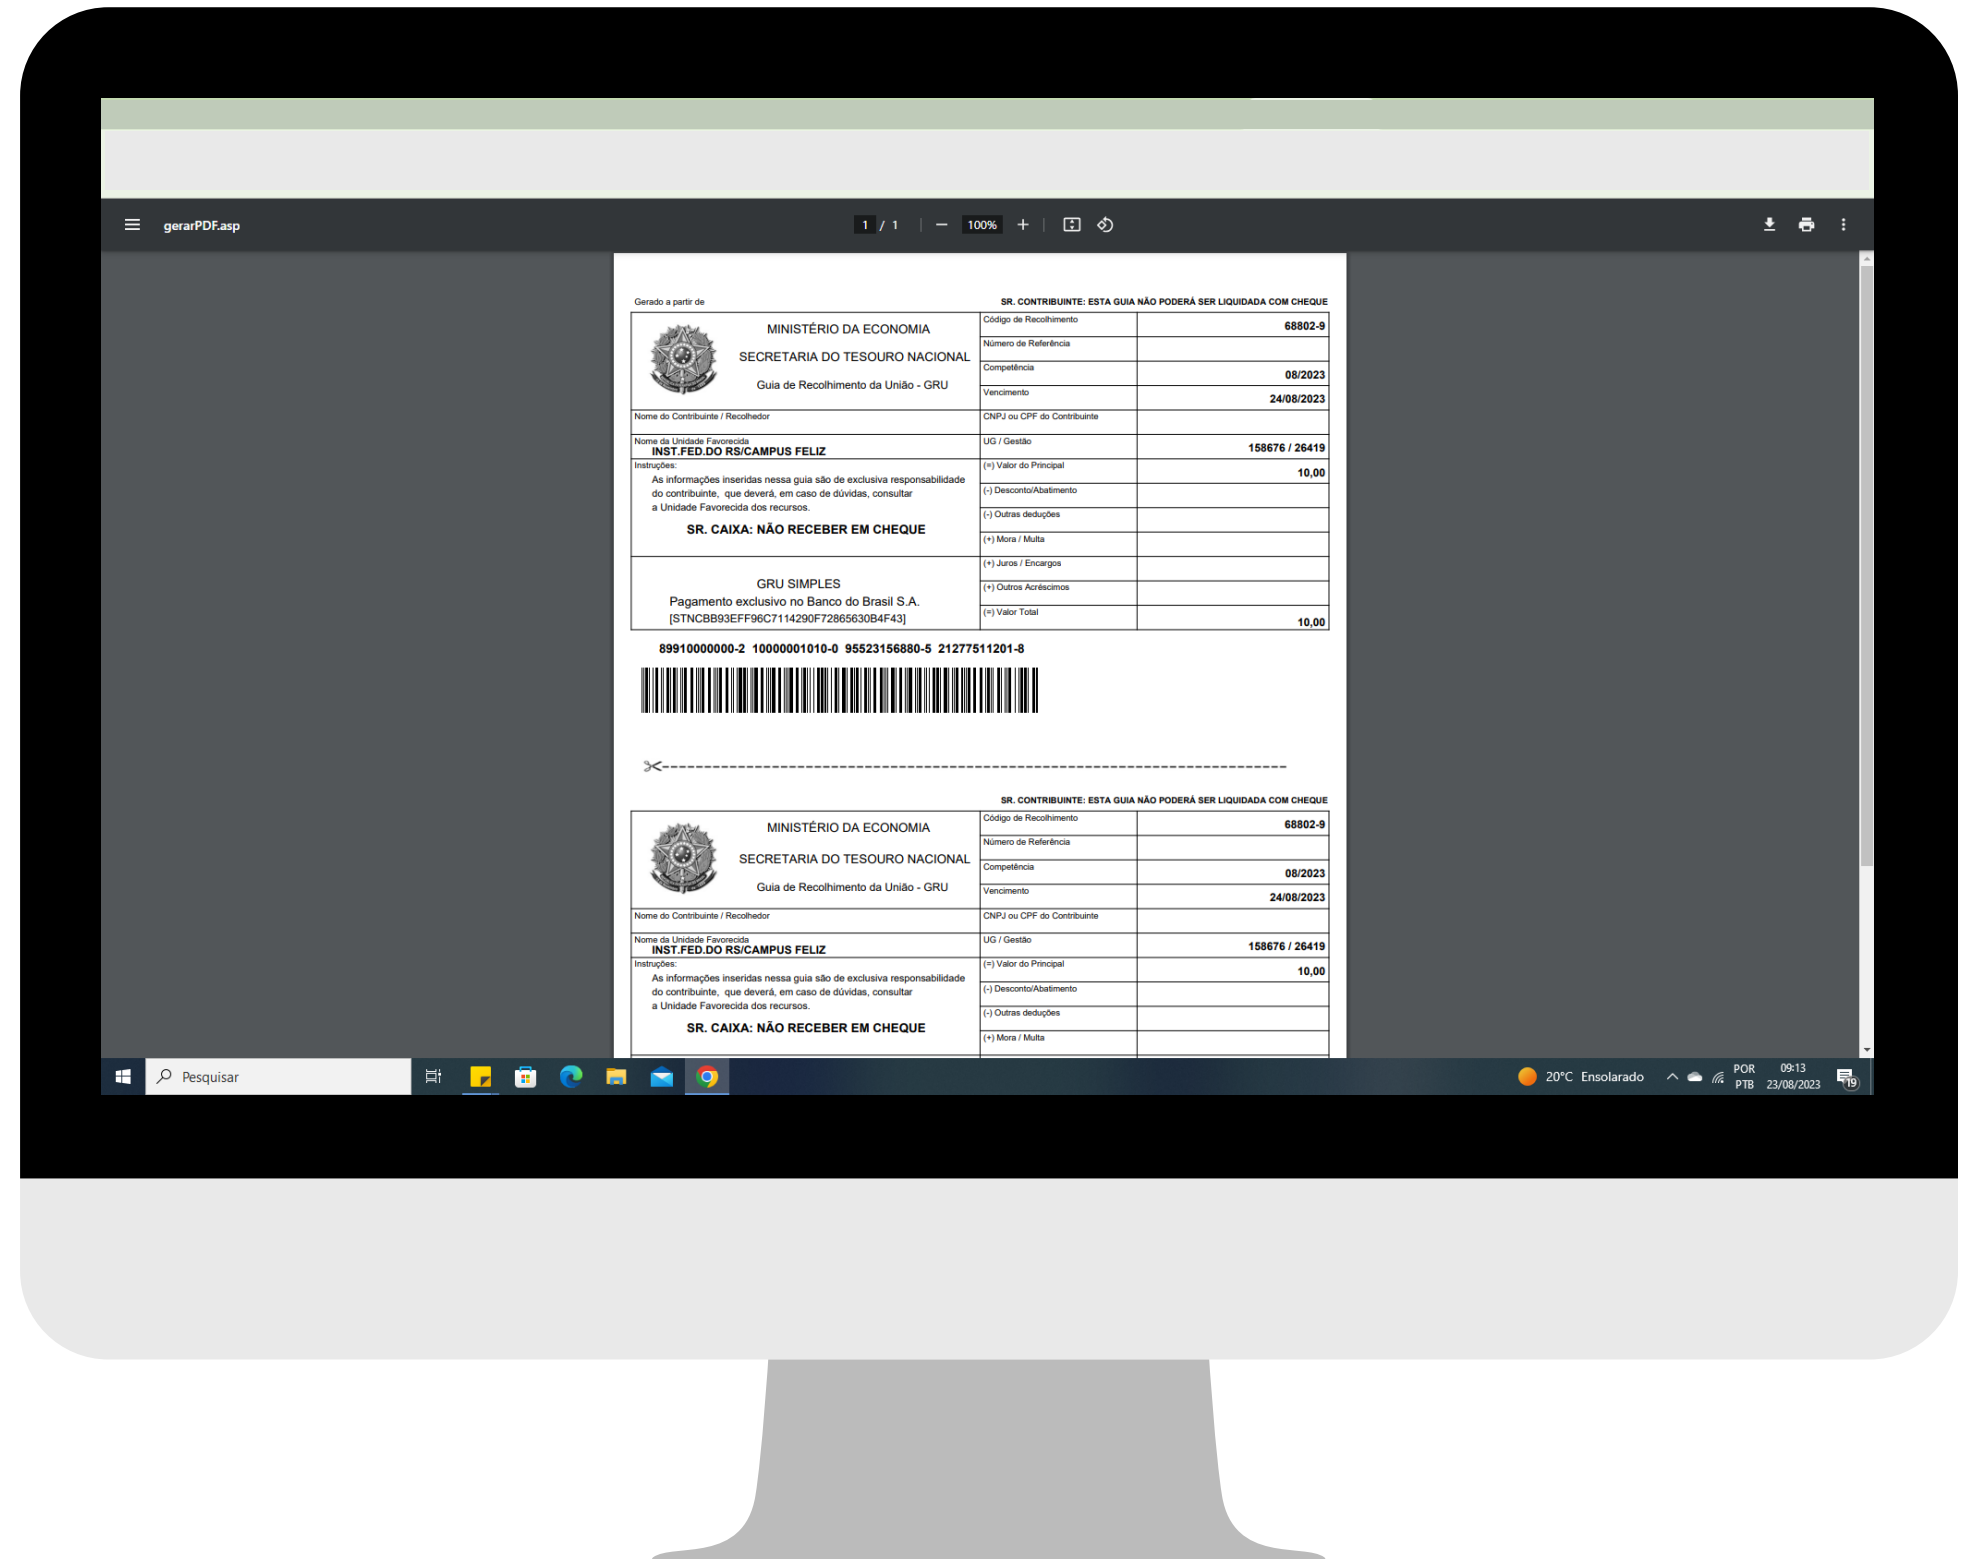 gerarPDF.asp
1 / 1
100%
Gerado a partir de
SR. CONTRIBUINTE: ESTA GUIA NÃO PODERÁ SER LIQUIDADA COM CHEQUE
MINISTÉRIO DA ECONOMIA
SECRETARIA DO TESOURO NACIONAL
Guia de Recolhimento da União - GRU
Código de Recolhimento
68802-9
Número de Referência
Competência
08/2023
Vencimento
24/08/2023
Nome do Contribuinte / Recolhedor
CNPJ ou CPF do Contribuinte
Nome da Unidade Favorecida
INST.FED.DO RS/CAMPUS FELIZ
UG / Gestão
158676 / 26419
Instruções:
As informações inseridas nessa guia são de exclusiva responsabilidade
do contribuinte, que deverá, em caso de dúvidas, consultar
a Unidade Favorecida dos recursos.
SR. CAIXA: NÃO RECEBER EM CHEQUE
(=) Valor do Principal
10,00
(-) Desconto/Abatimento
(-) Outras deduções
(+) Mora / Multa
GRU SIMPLES
Pagamento exclusivo no Banco do Brasil S.A.
[STNCBB93EFF96C7114290F72865630B4F43]
(+) Juros / Encargos
(+) Outros Acréscimos
(=) Valor Total
10,00
89910000000-2 10000001010-0 95523156880-5 21277511201-8
SR. CONTRIBUINTE: ESTA GUIA NÃO PODERÁ SER LIQUIDADA COM CHEQUE
MINISTÉRIO DA ECONOMIA
SECRETARIA DO TESOURO NACIONAL
Guia de Recolhimento da União - GRU
Código de Recolhimento
68802-9
Número de Referência
Competência
08/2023
Vencimento
24/08/2023
Nome do Contribuinte / Recolhedor
CNPJ ou CPF do Contribuinte
Nome da Unidade Favorecida
INST.FED.DO RS/CAMPUS FELIZ
UG / Gestão
158676 / 26419
Instruções:
As informações inseridas nessa guia são de exclusiva responsabilidade
do contribuinte, que deverá, em caso de dúvidas, consultar
a Unidade Favorecida dos recursos.
SR. CAIXA: NÃO RECEBER EM CHEQUE
(=) Valor do Principal
10,00
(-) Desconto/Abatimento
(-) Outras deduções
(+) Mora / Multa
Pesquisar
20°C Ensolarado
POR
PTB
09:13
23/08/2023
19